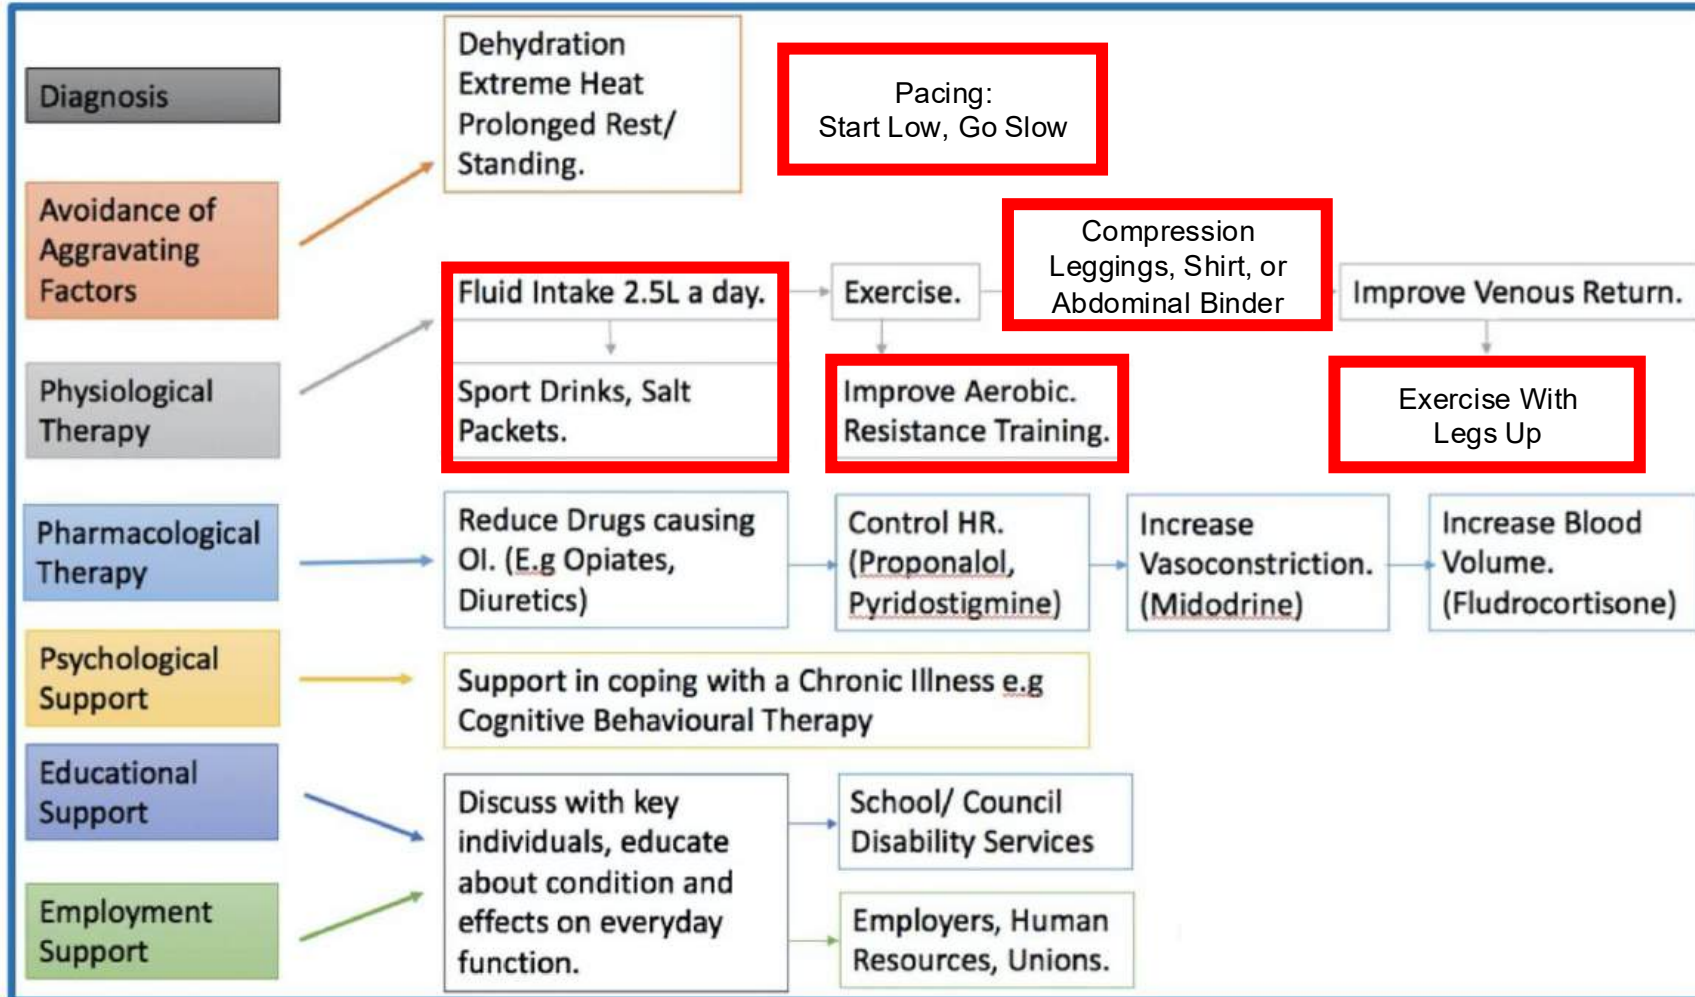 Diagnosis
Dehydration
Extreme Heat
Prolonged Rest/
Standing.
Pacing:
Start Low, Go Slow
Avoidance of
Aggravating
Factors
Physiological
Therapy
Fluid Intake 2.5L a day.
Sport Drinks, Salt
Packets.
Exercise.
Improve Aerobic.
Resistance Training.
Compression
Leggings, Shirt, or
Abdominal Binder
Improve Venous Return.
Exercise With
Legs Up
Pharmacological
Therapy
Reduce Drugs causing
OI. (E.g Opiates,
Diuretics)
Control HR.
(Proponalol,
Pyridostigmine)
Increase
Vasoconstriction.
(Midodrine)
Increase Blood
Volume.
(Fludrocortisone)
Psychological
Support
Support in coping with a Chronic Illness e.g
Cognitive Behavioural Therapy
Educational
Support
Employment
Support
Discuss with key
individuals, educate
about condition and
effects on everyday
function.
School/ Council
Disability Services
Employers, Human
Resources, Unions.